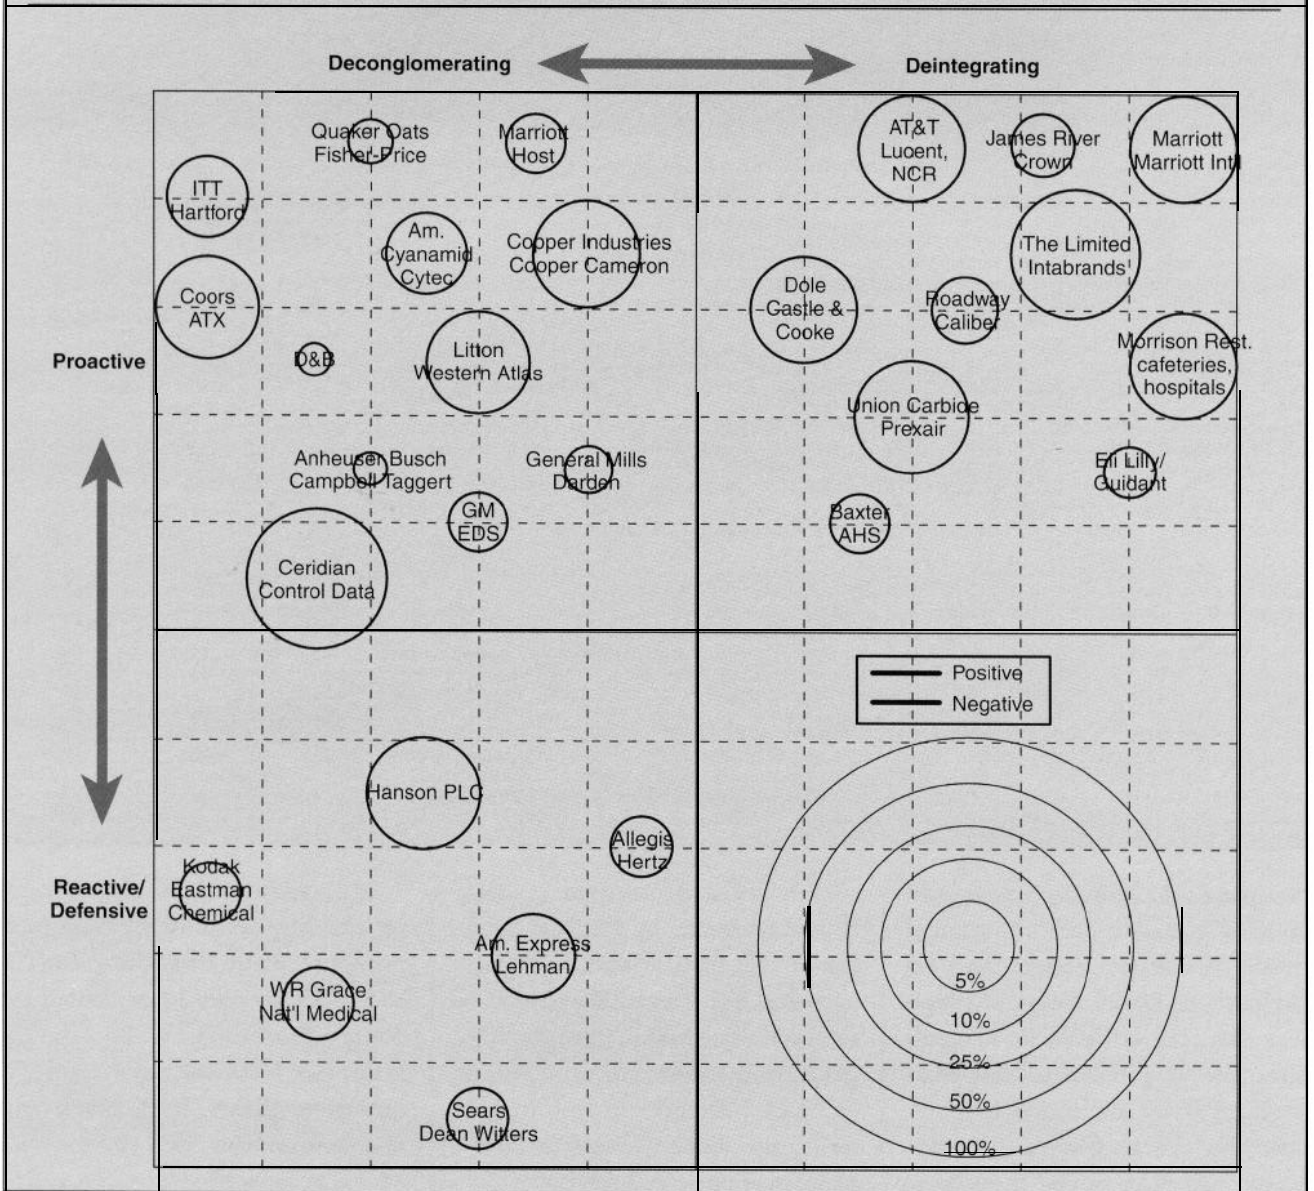 Deconglomerating
Deintegrating
Quaker Oats
Fisher-Price
Marriott
Host
AT&T
Lucent,
NCR
James River
Crown
Marriott
Marriott Int'l
ITT
Hartford
Am.
Cyanamid
Cytec
Cooper Industries
Cooper Cameron
The Limited
Intabrands
Coors
ATX
Dole
Castle &
Cooke
Roadway
Caliber
Proactive
D&B
Litton
Western Atlas
Morrison Rest.
cafeteries,
hospitals
Union Carbide
Prexair
Anheuser Busch
Campbell Taggert
General Mills
Darden
Eli Lilly/
Guidant
GM
EDS
Baxter
AHS
Ceridian
Control Data
Positive
Negative
Hanson PLC
Allegis
Hertz
Reactive/
Defensive
Kodak
Eastman
Chemical
Am. Express
Lehman
WR Grace
Nat'l Medical
Sears
Dean Witters
5%
10%
25%
50%
100%